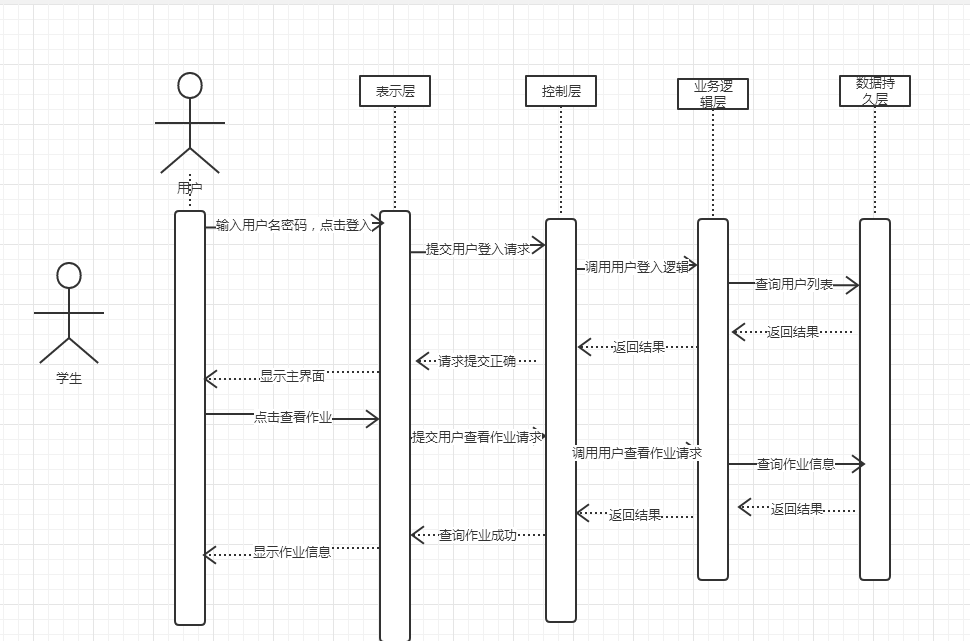 表示层
控制层
业务逻
辑层
数据持
久层
用户
输入用户名密码，点击登入
提交用户登入请求
调用用户登入逻辑
查询用户列表
返回结果
返回结果
请求提交正确
显示主界面
学生
点击查看作业
提交用户查看作业请求
调用用户查看作业请求
查询作业信息
返回结果
返回结果
查询作业成功
显示作业信息